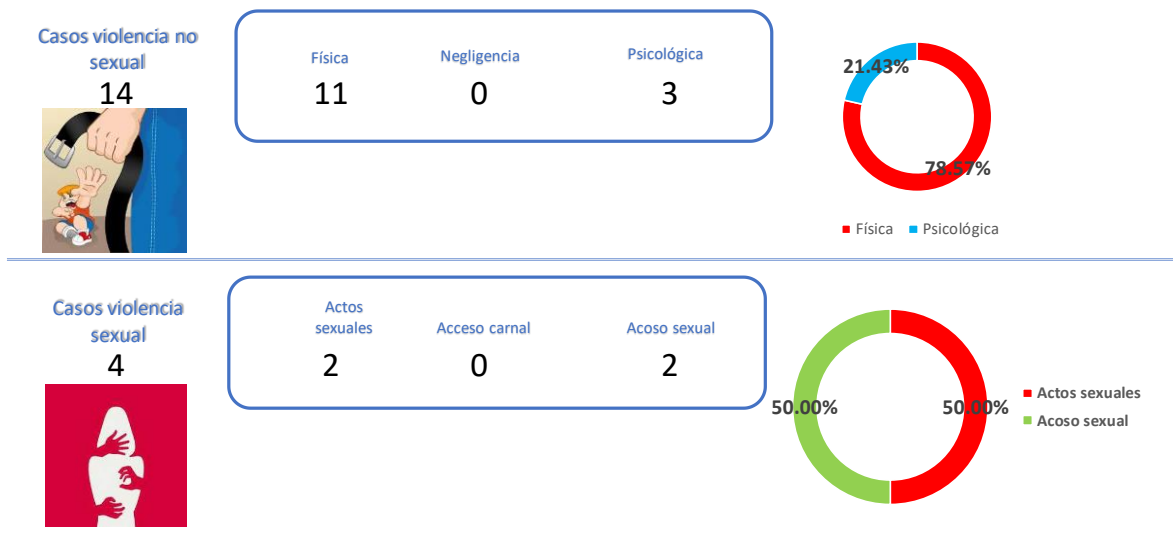 Casos violencia no
sexual
14
Física
11
Negligencia
0
Psicológica
3
21.43%
78.57%
Física
Psicológica
Casos violencia
sexual
4
Actos
sexuales
2
Acceso carnal
0
Acoso sexual
2
50.00%
50.00%
Actos sexuales
Acoso sexual